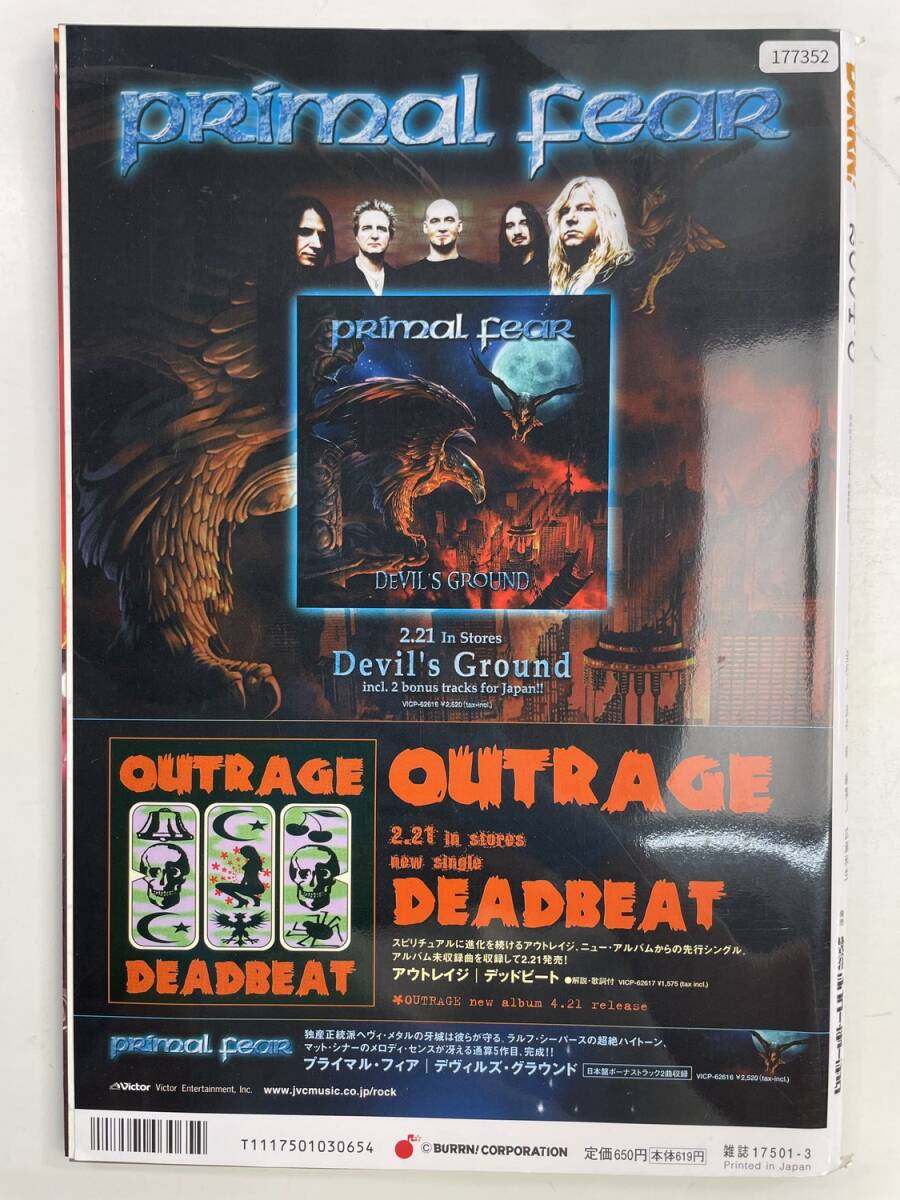 177352
primal fear
BURRN!
primal fear
DEVIL'S GROUND
2.21 In Stores
Devil's Ground
incl. 2 bonus tracks for Japan!!
VICP-62616 ¥2,520 (tax-incl.)
OUTRAGE
DEADBEAT
OUTRAGE
2.21 in stores
new single
DEADBEAT
スピリチュアルに進化を続けるアウトレイジ、ニュー・アルバムからの先行シングル。
アルバム未収録曲を収録して2.21発売!
アウトレイジ | デッドビート ●解説・歌詞付 VICP-62617 ¥1,575 (tax incl.)
*OUTRAGE new album 4.21 release
primal fear
独産正統派ヘヴィ・メタルの牙城は彼らが守る。ラルフ・シーパースの超絶ハイトーン、
マット・シナーのメロディ・センスが冴える通算5作目、完成!!
プライマル・フィア | デヴィルズ・グラウンド 日本盤ボーナストラック2曲収録 VICP-62616 ¥2,520 (tax-incl.)
Victor Victor Entertainment, Inc. www.jvcmusic.co.jp/rock
T1117501030654
© BURRN! CORPORATION
定価650円 本体619円
雑誌 17501-3
Printed in Japan